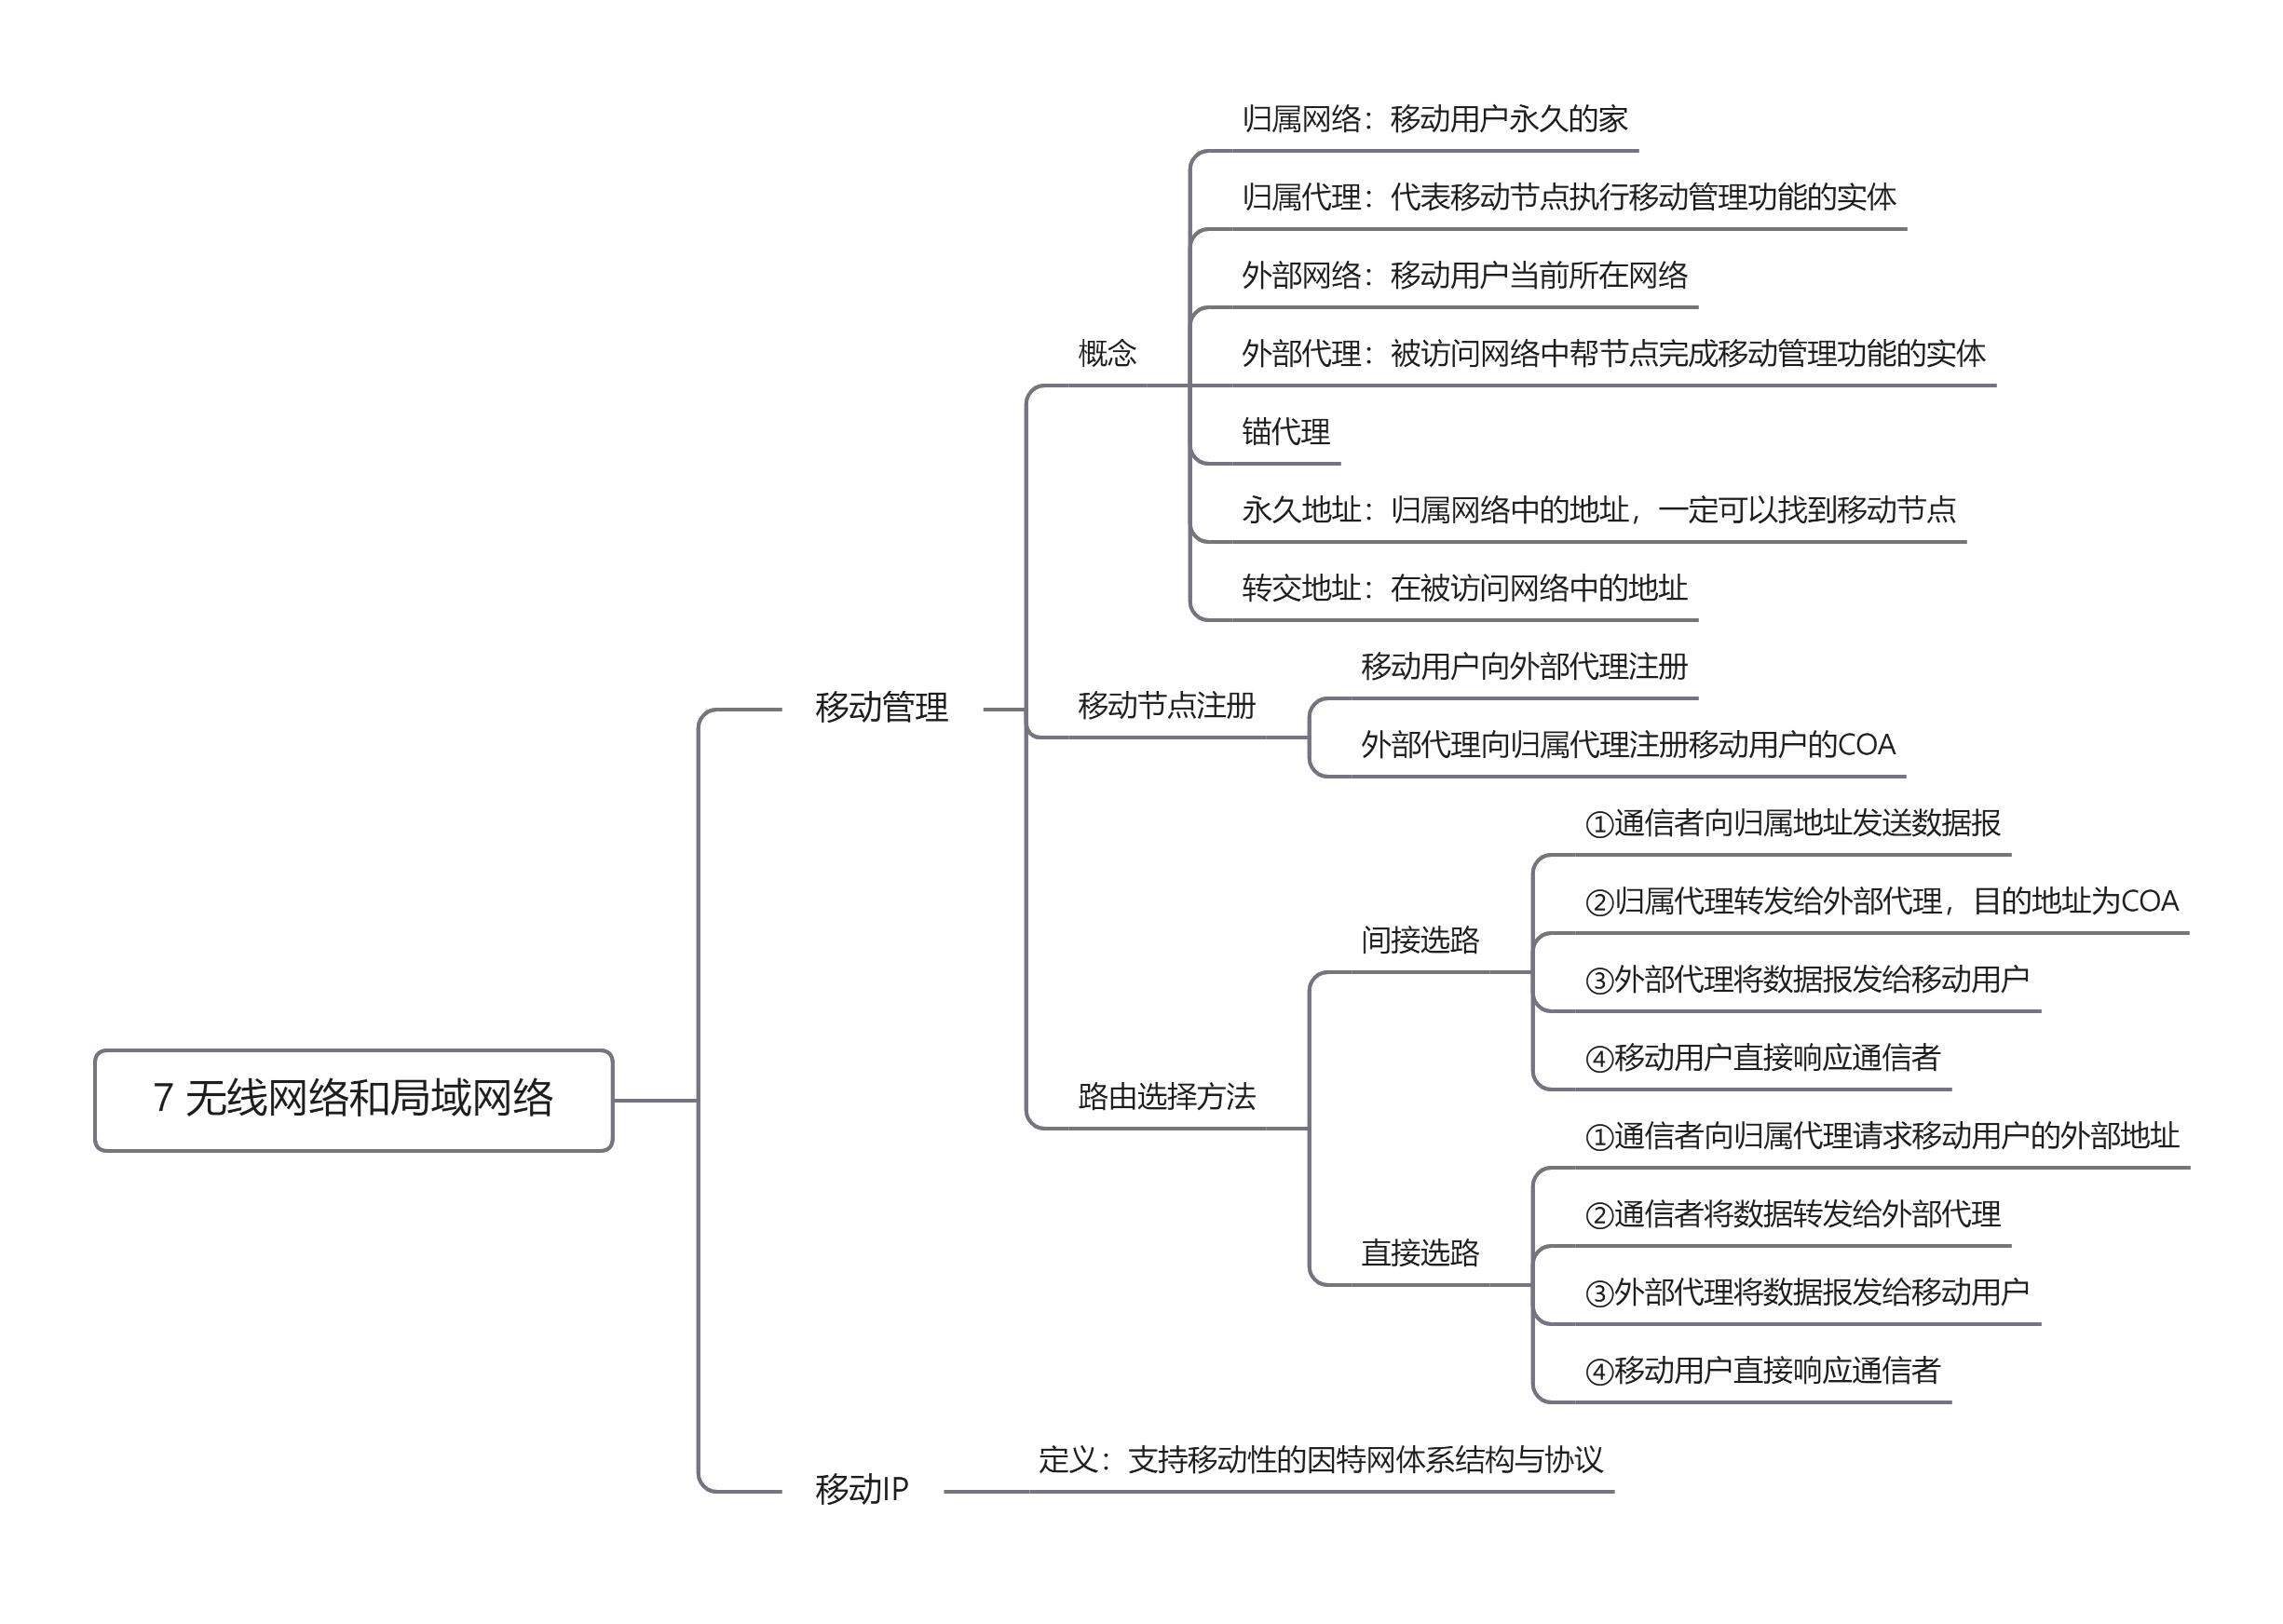 7 无线网络和局域网络
移动管理
概念
归属网络：移动用户永久的家
归属代理：代表移动节点执行移动管理功能的实体
外部网络：移动用户当前所在网络
外部代理：被访问网络中帮节点完成移动管理功能的实体
锚代理
永久地址：归属网络中的地址，一定可以找到移动节点
转交地址：在被访问网络中的地址
移动节点注册
移动用户向外部代理注册
外部代理向归属代理注册移动用户的COA
路由选择方法
间接选路
①通信者向归属地址发送数据报
②归属代理转发给外部代理，目的地址为COA
③外部代理将数据报发给移动用户
④移动用户直接响应通信者
直接选路
①通信者向归属代理请求移动用户的外部地址
②通信者将数据转发给外部代理
③外部代理将数据报发给移动用户
④移动用户直接响应通信者
移动IP
定义：支持移动性的因特网体系结构与协议